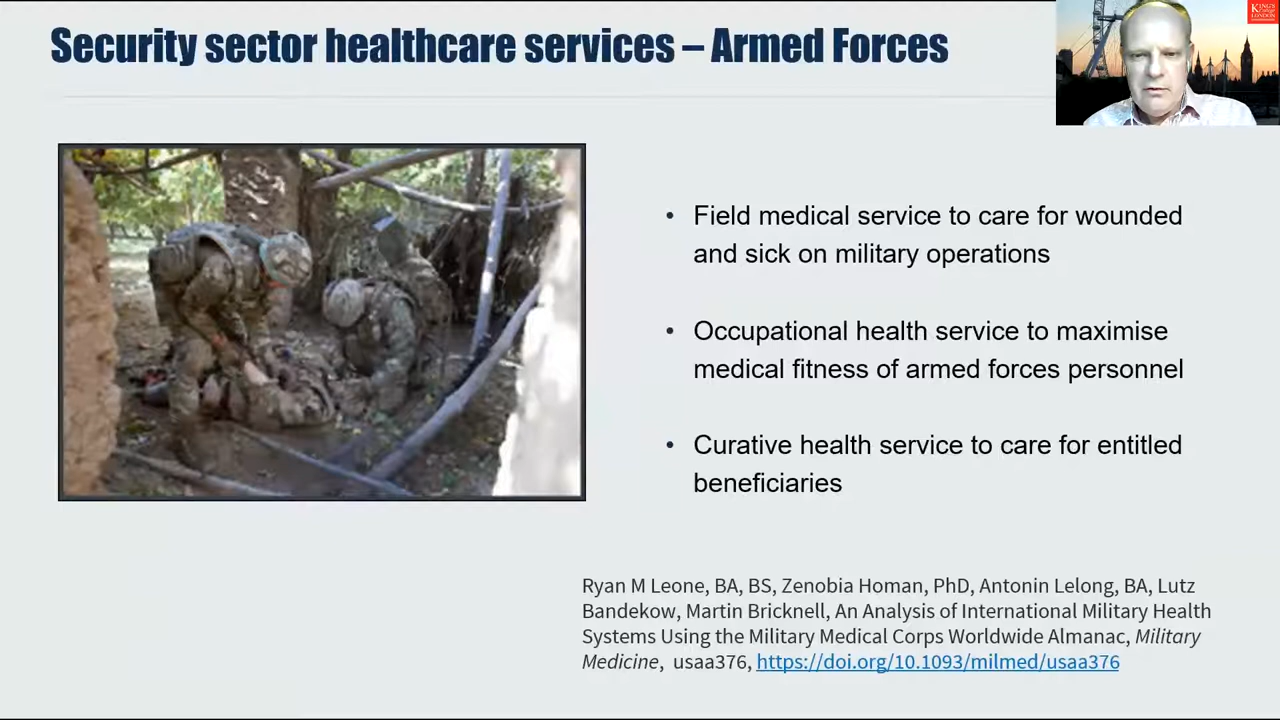 Security sector healthcare services – Armed Forces
KING'S
College
LONDON
• Field medical service to care for wounded
and sick on military operations
• Occupational health service to maximise
medical fitness of armed forces personnel
• Curative health service to care for entitled
beneficiaries
Ryan M Leone, BA, BS, Zenobia Homan, PhD, Antonin Lelong, BA, Lutz
Bandekow, Martin Bricknell, An Analysis of International Military Health
Systems Using the Military Medical Corps Worldwide Almanac, Military
Medicine, usaa376, https://doi.org/10.1093/milmed/usaa376